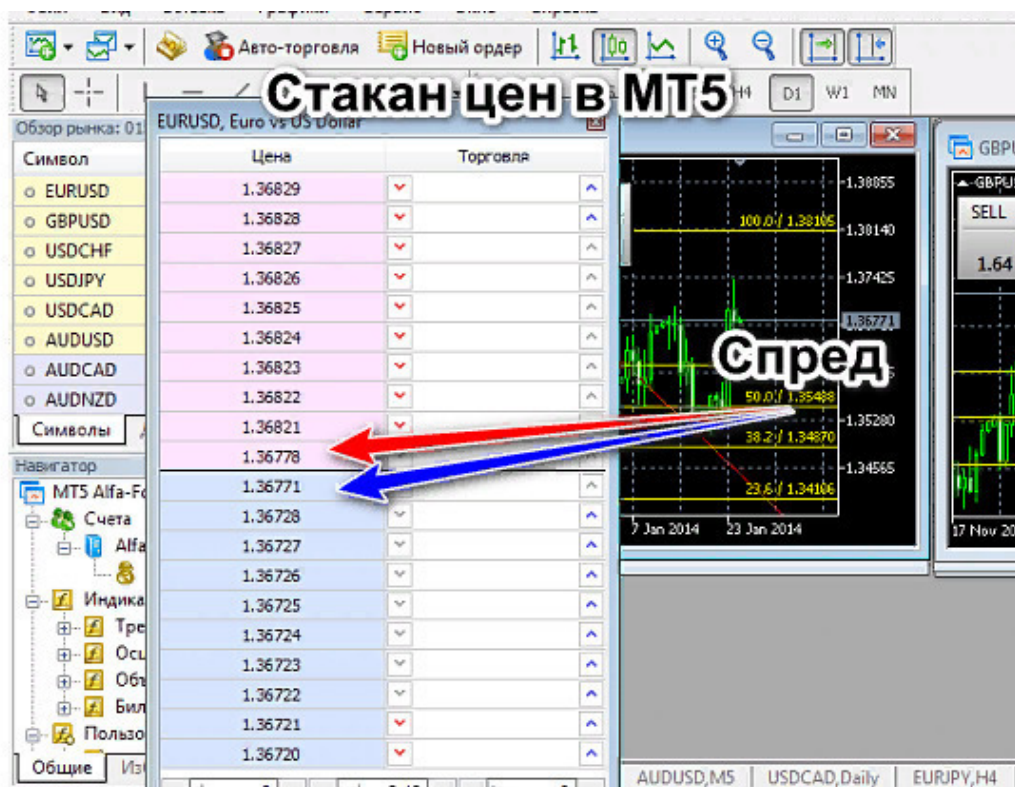 Авто-торговля
Новый ордер
Стакан цен в МТ5
H4 D1 W1 MN
Обзор рынка: 01
EURUSD, Euro vs US Dollar
Символ
EURUSD
GBPUSD
USDCHF
USDJPY
USDCAD
AUDUSD
AUDCAD
AUDNZD
Символы
Цена Торговля
1.36829
1.36828
1.36827
1.36826
1.36825
1.36824
1.36823
1.36822
1.36821
1.36778
1.36771
1.36728
1.36727
1.36726
1.36725
1.36724
1.36723
1.36722
1.36721
1.36720
Спред
1.38855
100.0 / 1.38105
1.38140
1.37425
1.36771
50.0 / 1.35488
1.35280
38.2 / 1.34870
1.34565
23.6 / 1.34106
7 Jan 2014 23 Jan 2014
GBPU
GBPU
SELL
1.64
17 Nov 20
Навигатор
MT5 Alfa-Fo
Счета
Alfa
Индика
Тре
Осц
Объ
Бил
Пользо
Общие Из
AUDUSD,M5 USDCAD,Daily EURJPY,H4